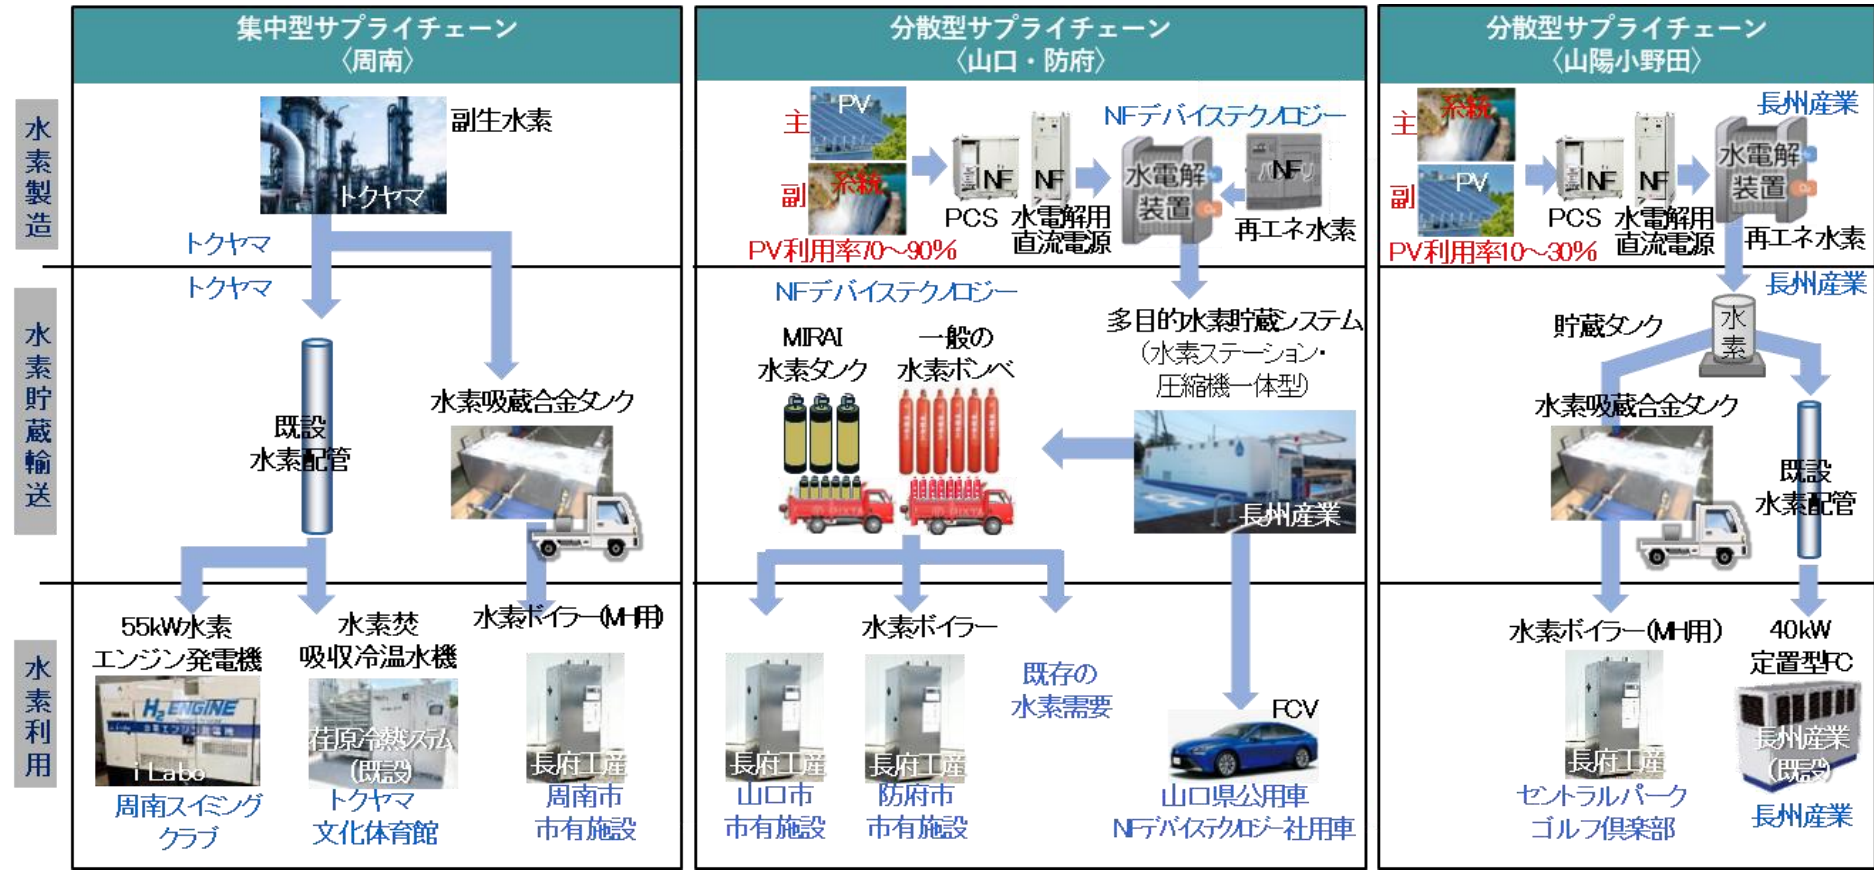 集中型サプライチェーン
〈周南〉
分散型サプライチェーン
〈山口・防府〉
分散型サプライチェーン
〈山陽小野田〉
水素製造
副生水素
トクヤマ
トクヤマ
主
PV
副
系統
PV利用率70～90%
NF
PCS
NF
水電解用
直流電源
NFデバイステクノロジー
水電解
装置
NF
再エネ水素
主
系統
副
PV
PV利用率10～30%
NF
PCS
NF
水電解用
直流電源
長州産業
水電解
装置
再エネ水素
水素貯蔵輸送
トクヤマ
既設
水素配管
水素吸蔵合金タンク
NFデバイステクノロジー
MIRAI
水素タンク
一般の
水素ボンベ
多目的水素貯蔵システム
（水素ステーション・
圧縮機一体型）
長州産業
長州産業
貯蔵タンク
水素
水素吸蔵合金タンク
既設
水素配管
水素利用
55kW水素
エンジン発電機
H2 ENGINE
i Labo
周南スイミング
クラブ
水素焚
吸収冷温水機
荏原冷熱システム
(既設)
トクヤマ
文化体育館
水素ボイラー(MH用)
長府工産
周南市
市有施設
水素ボイラー
長府工産
山口市
市有施設
長府工産
防府市
市有施設
既存の
水素需要
FCV
山口県公用車
NFデバイステクノロジー社用車
水素ボイラー(MH用)
長府工産
セントラルパーク
ゴルフ倶楽部
40kW
定置型FC
長州産業
(既設)
長州産業